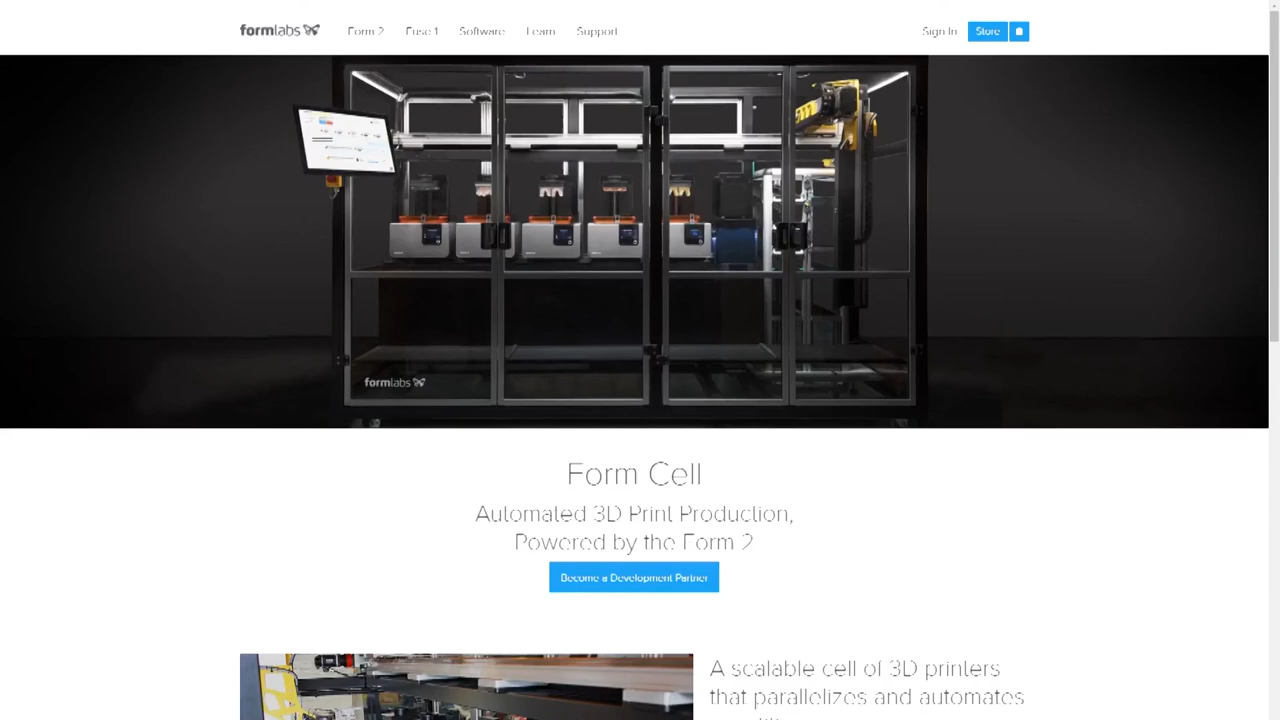 formlabs
Form 2
Fuse 1
Software
Learn
Support
Sign In
Store
formlabs
Form Cell
Automated 3D Print Production,
Powered by the Form 2
Become a Development Partner
A scalable cell of 3D printers
that parallelizes and automates